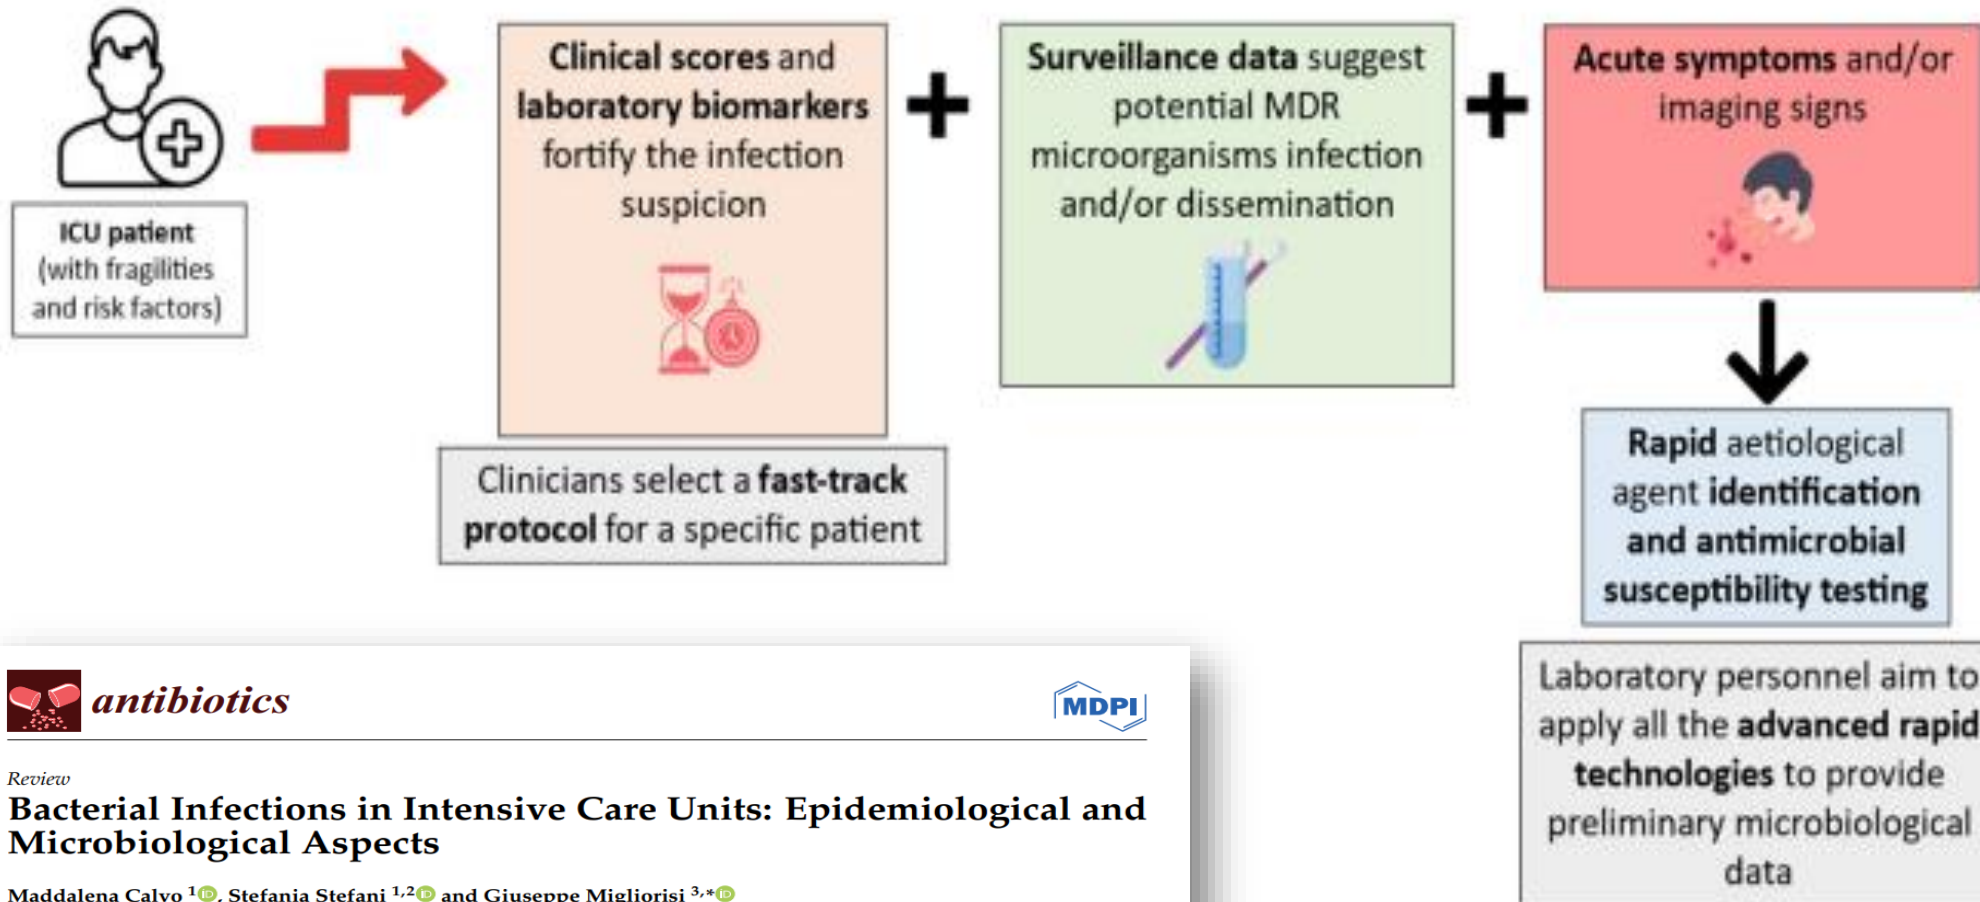 ICU patient
(with fragilities
and risk factors)
Clinical scores and
laboratory biomarkers
fortify the infection
suspicion
Clinicians select a fast-track
protocol for a specific patient
Surveillance data suggest
potential MDR
microorganisms infection
and/or dissemination
Acute symptoms and/or
imaging signs
Rapid aetiological
agent identification
and antimicrobial
susceptibility testing
Laboratory personnel aim to
apply all the advanced rapid
technologies to provide
preliminary microbiological
data
antibiotics
MDPI
Review
Bacterial Infections in Intensive Care Units: Epidemiological and
Microbiological Aspects
Maddalena Calvo 1 iD, Stefania Stefani 1,2 iD and Giuseppe Migliorisi 3,* iD